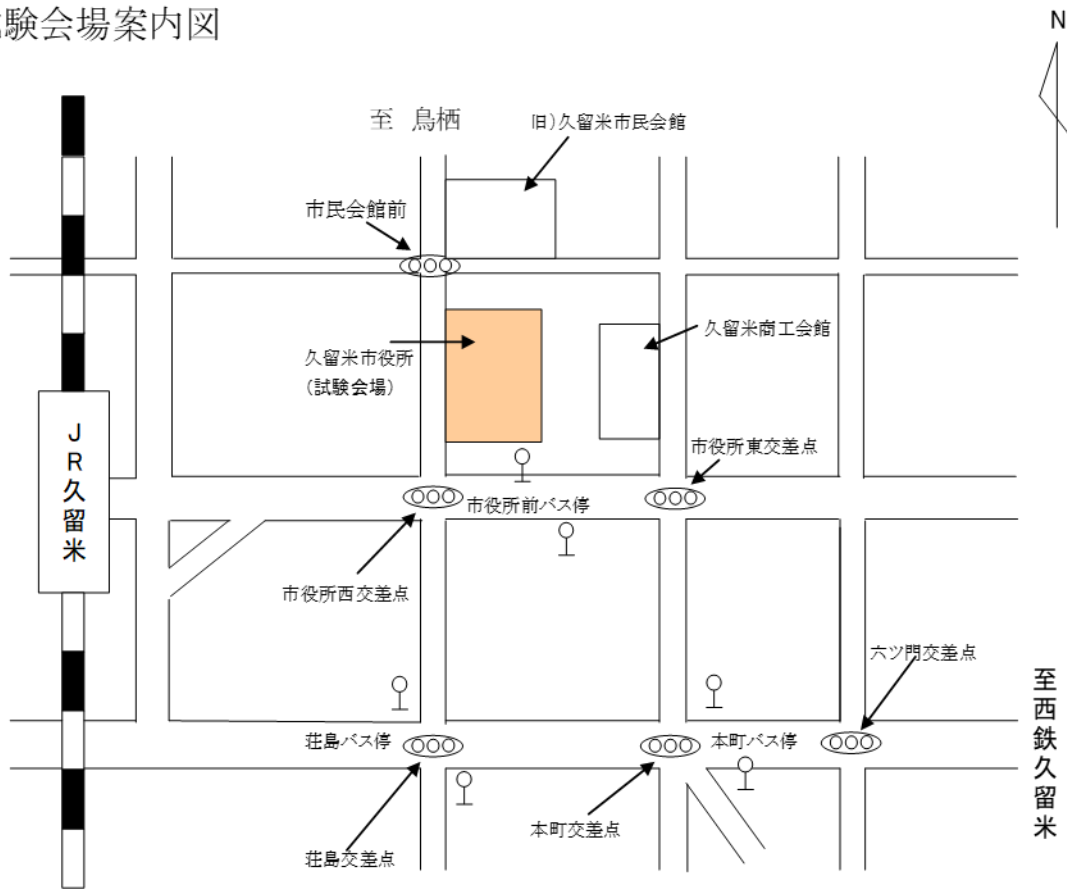 験会場案内図
N
至 鳥栖
旧)久留米市民会館
市民会館前
久留米商工会館
久留米市役所
(試験会場)
JR久留米
市役所東交差点
市役所前バス停
市役所西交差点
六ツ門交差点
至西鉄久留米
荘島バス停
本町バス停
本町交差点
荘島交差点